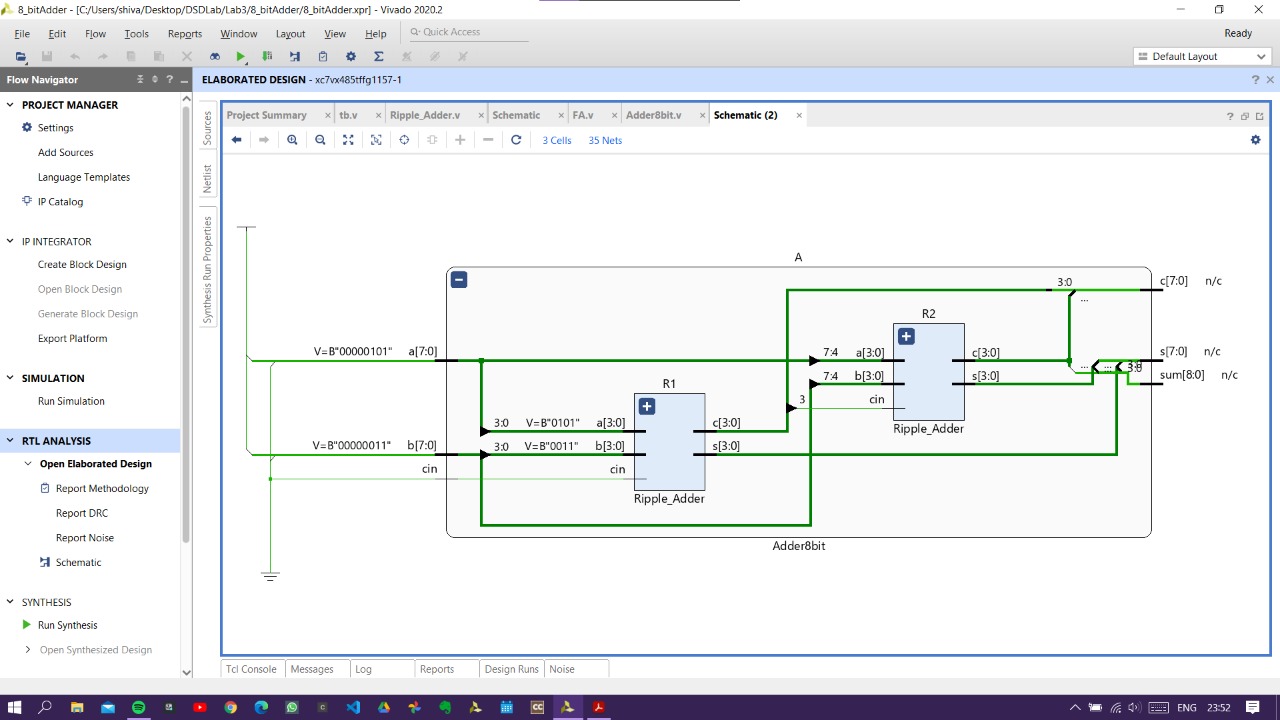 8_bitAdder - [C:/Users/shiva/Desktop/DSDLab/Lab3/8_bitAdder/8_bitAdder.xpr] - Vivado 2020.2
File Edit Flow Tools Reports Window Layout View Help Quick Access Ready
Default Layout
Flow Navigator
ELABORATED DESIGN - xc7vx485tffg1157-1
PROJECT MANAGER
Settings
Add Sources
Language Templates
IP Catalog
IP INTEGRATOR
Create Block Design
Open Block Design
Generate Block Design
Export Platform
SIMULATION
Run Simulation
RTL ANALYSIS
Open Elaborated Design
Report Methodology
Report DRC
Report Noise
Schematic
SYNTHESIS
Run Synthesis
Open Synthesized Design
Sources
Netlist
Synthesis Run Properties
Project Summary tb.v Ripple_Adder.v Schematic FA.v Adder8bit.v Schematic (2)
3 Cells 35 Nets
A
3:0 c[7:0] n/c
...
R2
V=B"00000101" a[7:0] 7:4 a[3:0] c[3:0] s[7:0] n/c
... ... 3:0
7:4 b[3:0] s[3:0] sum[8:0] n/c
R1
3 cin
3:0 V=B"0101" a[3:0] c[3:0] Ripple_Adder
V=B"00000011" b[7:0] 3:0 V=B"0011" b[3:0] s[3:0]
cin cin
Ripple_Adder
Adder8bit
Tcl Console Messages Log Reports Design Runs Noise
ENG 23:52